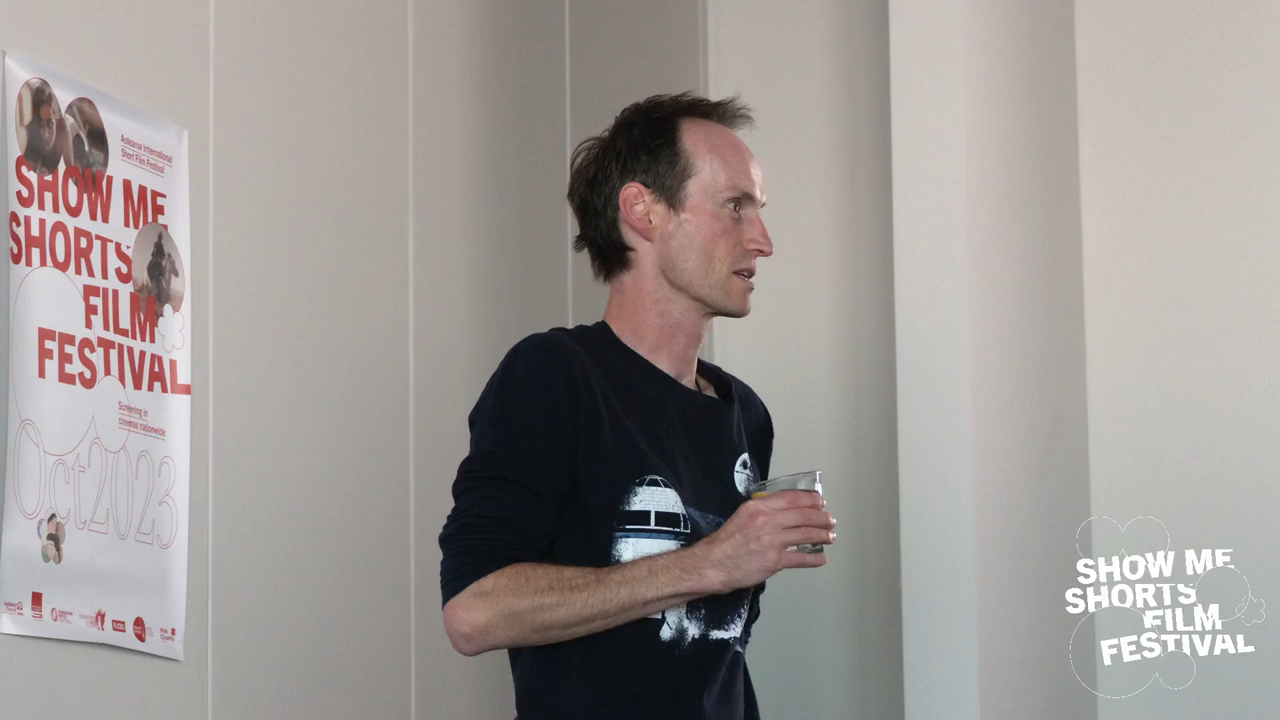 Aotearoa International
Short Film Festival
SHOW ME
SHORTS
FILM
FESTIVAL
Screening in
cinemas nationwide
Oct2023
SHOW ME
SHORTS
FILM
FESTIVAL